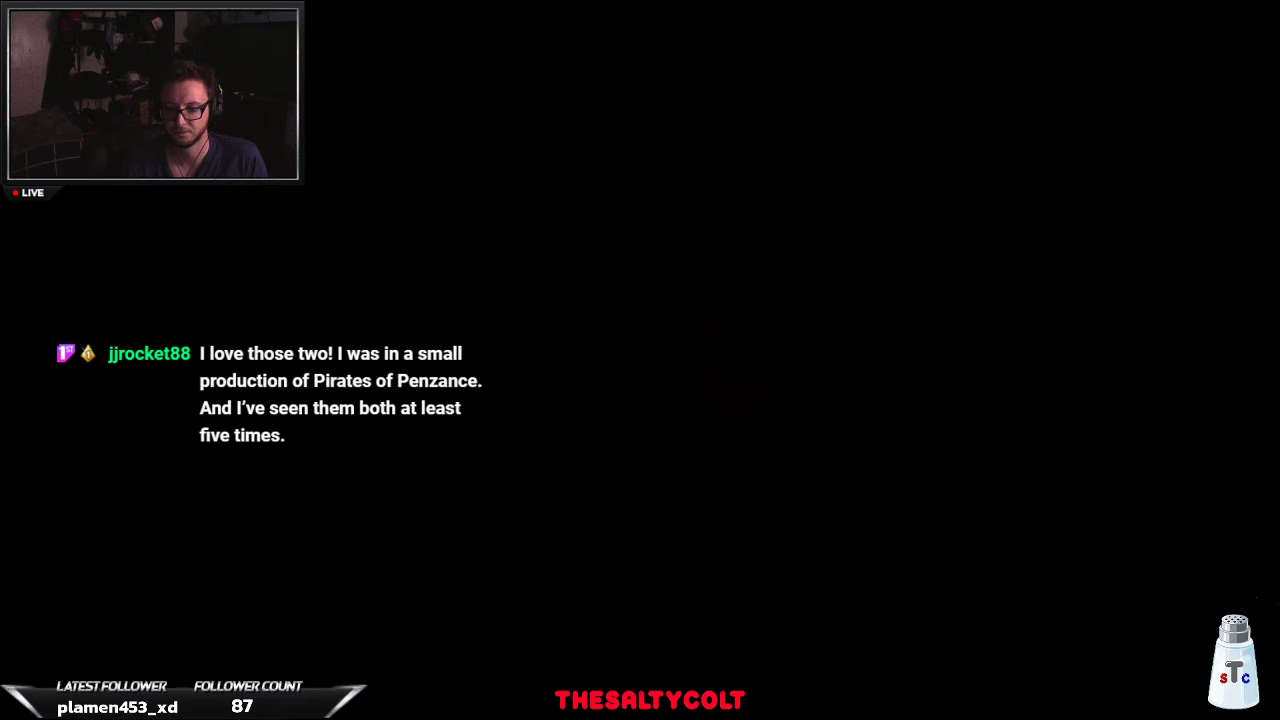 LIVE
1ST jjrocket88 I love those two! I was in a small
production of Pirates of Penzance.
And I've seen them both at least
five times.
LATEST FOLLOWER FOLLOWER COUNT
plamen453_xd 87
THESALTYCOLT
S T C